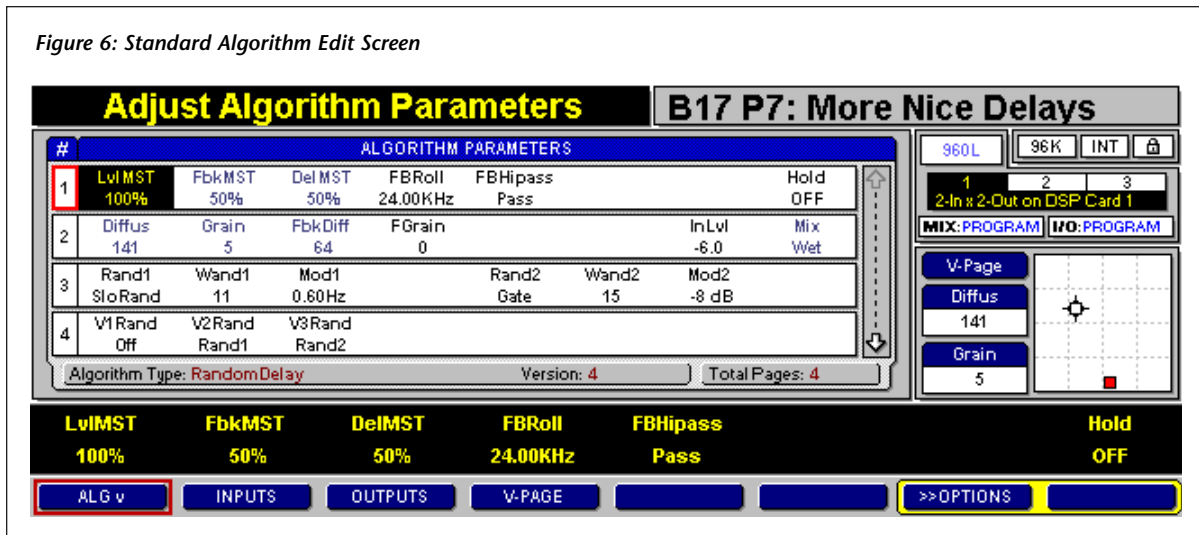 Figure 6: Standard Algorithm Edit Screen
Adjust Algorithm Parameters
B17 P7: More Nice Delays
# ALGORITHM PARAMETERS
1 LvlMST FbkMST DelMST FBRoll FBHipass Hold
100% 50% 50% 24.00KHz Pass OFF
2 Diffus Grain FbkDiff FGrain InLvl Mix
141 5 64 0 -6.0 Wet
3 Rand1 Wand1 Mod1 Rand2 Wand2 Mod2
SloRand 11 0.60Hz Gate 15 -8 dB
4 V1Rand V2Rand V3Rand
Off Rand1 Rand2
Algorithm Type: RandomDelay Version: 4 Total Pages: 4
960L 96K INT
1 2 3
2-In x 2-Out on DSP Card 1
MIX:PROGRAM I/O:PROGRAM
V-Page
Diffus
141
Grain
5
LvlMST FbkMST DelMST FBRoll FBHipass Hold
100% 50% 50% 24.00KHz Pass OFF
ALG v INPUTS OUTPUTS V-PAGE >>OPTIONS